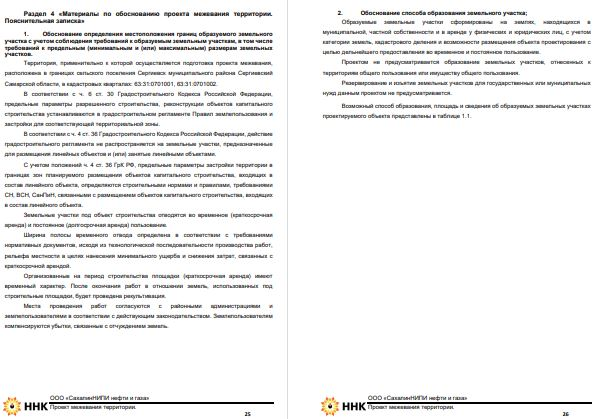 Раздел 4 «Материалы по обоснованию проекта межевания территории.
Пояснительная записка»
1. Обоснование определения местоположения границ образуемого земельного
участка с учетом соблюдения требований к образуемым земельным участкам, в том числе
требований к предельным (минимальным и (или) максимальным) размерам земельных
участков.
Территория, применительно к которой осуществляется подготовка проекта межевания,
расположена в границах сельского поселения Сергиевск муниципального района Сергиевский
Самарской области, в кадастровых кварталах: 63:31:0701001, 63:31:0701002.
В соответствии с ч. 6 ст. 30 Градостроительного Кодекса Российской Федерации,
предельные параметры разрешенного строительства, реконструкции объектов капитального
строительства устанавливаются в градостроительном регламенте Правил землепользования и
застройки для соответствующей территориальной зоны.
В соответствии с ч. 4 ст. 36 Градостроительного Кодекса Российской Федерации, действие
градостроительного регламента не распространяется на земельные участки, предназначенные
для размещения линейных объектов и (или) занятые линейными объектами.
С учетом положений ч. 4 ст. 36 ГрК РФ, предельные параметры застройки территории в
границах зон планируемого размещения объектов капитального строительства, входящих в
состав линейного объекта, определяются строительными нормами и правилами, требованиями
СН, ВСН, СанПиН, связанными с размещением объектов капитального строительства, входящих
в состав линейного объекта.
Земельные участки под объект строительства отводятся во временное (краткосрочная
аренда) и постоянное (долгосрочная аренда) пользование.
Ширина полосы временного отвода определена в соответствии с требованиями
нормативных документов, исходя из технологической последовательности производства работ,
рельефа местности в целях нанесения минимального ущерба и снижения затрат, связанных с
краткосрочной арендой.
Организованные на период строительства площадки (краткосрочная аренда) имеют
временный характер. После окончания работ в отношении земель, использованных под
строительные площадки, будет проведена рекультивация.
Места проведения работ согласуются с районными администрациями и
землепользователями в соответствии с действующим законодательством. Землепользователям
компенсируются убытки, связанные с отчуждением земель.
ННК
ООО «СахалинНИПИ нефти и газа»
Проект межевания территории.
25
2. Обоснование способа образования земельного участка;
Образуемые земельные участки сформированы на землях, находящихся в
муниципальной, частной собственности и в аренде у физических и юридических лиц, с учетом
категории земель, кадастрового деления и возможности размещения объекта проектирования с
целью дальнейшего предоставления во временное и постоянное пользование.
Проектом не предусматривается образование земельных участков, отнесенных к
территориям общего пользования или имуществу общего пользования.
Резервирование и изъятие земельных участков для государственных или муниципальных
нужд данным проектом не предусматривается.
Возможный способ образования, площадь и сведения об образуемых земельных участках
проектируемого объекта представлены в таблице 1.1.
ННК
ООО «СахалинНИПИ нефти и газа»
Проект межевания территории.
26